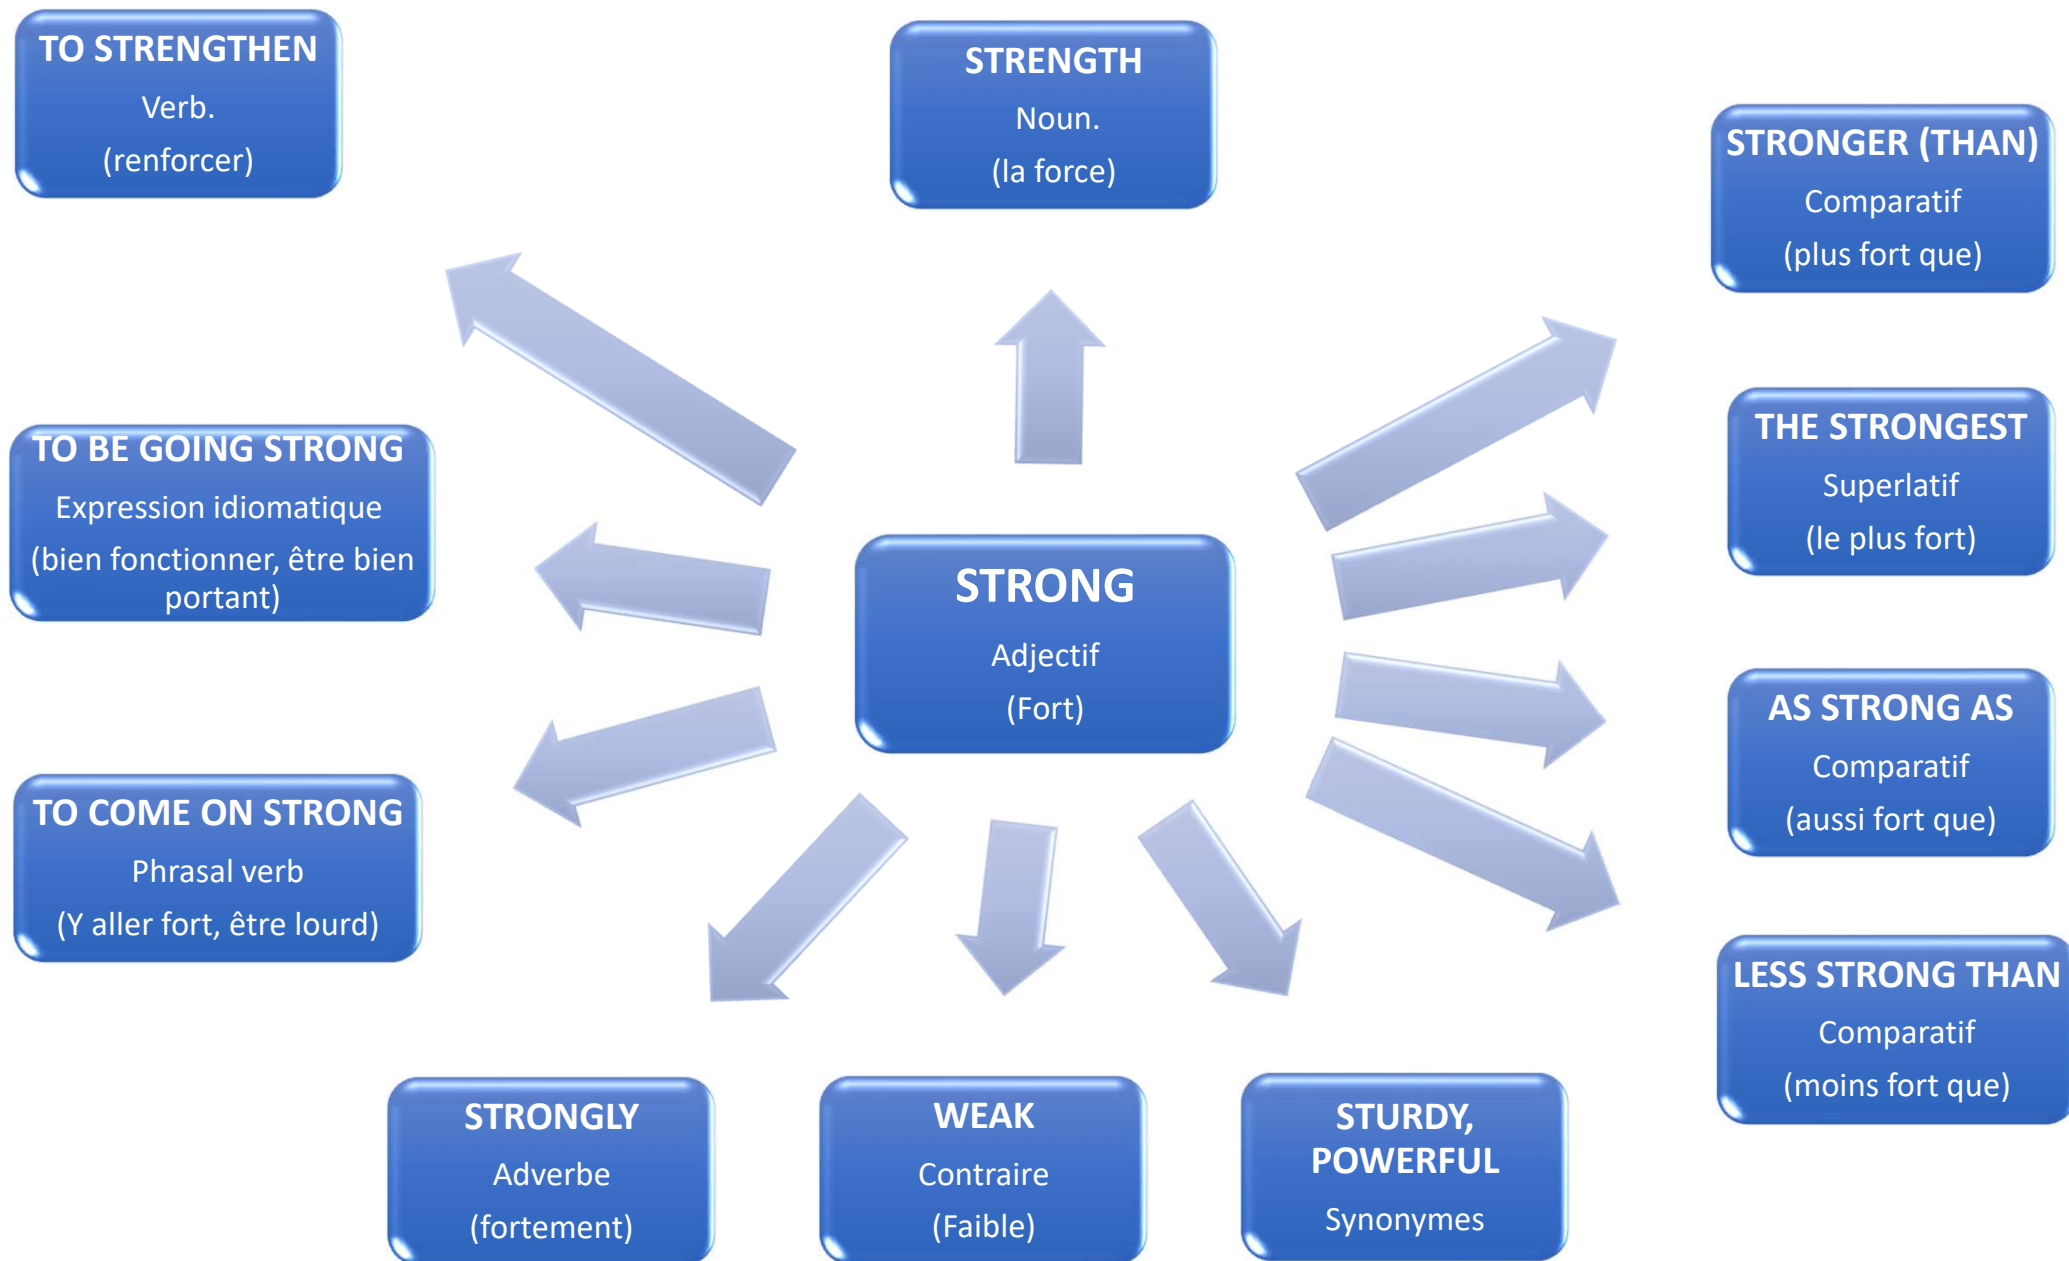 TO STRENGTHEN
Verb.
(renforcer)
STRENGTH
Noun.
(la force)
STRONGER (THAN)
Comparatif
(plus fort que)
TO BE GOING STRONG
Expression idiomatique
(bien fonctionner, être bien
portant)
STRONG
Adjectif
(Fort)
THE STRONGEST
Superlatif
(le plus fort)
AS STRONG AS
Comparatif
(aussi fort que)
TO COME ON STRONG
Phrasal verb
(Y aller fort, être lourd)
LESS STRONG THAN
Comparatif
(moins fort que)
STRONGLY
Adverbe
(fortement)
WEAK
Contraire
(Faible)
STURDY,
POWERFUL
Synonymes